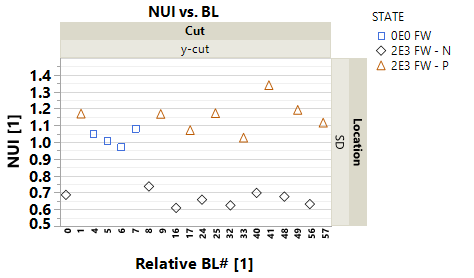 NUI vs. BL
Cut
y-cut
STATE
0E0 FW
2E3 FW - N
2E3 FW - P
NUI [1]
1.4
1.3
1.2
1.1
1.0
0.9
0.8
0.7
0.6
0.5
SD
Location
0 1 4 5 6 7 8 9 16 17 24 25 32 33 40 41 48 49 56 57
Relative BL# [1]